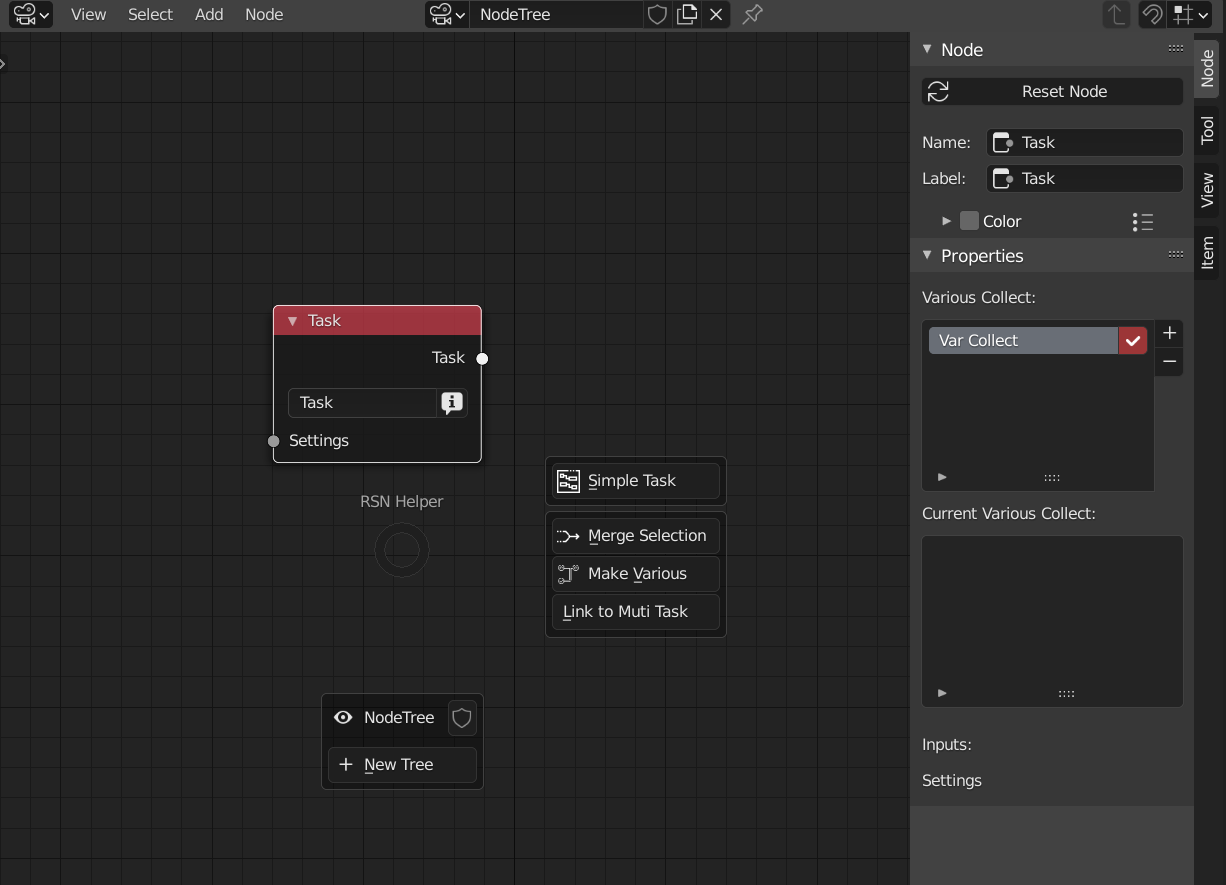 View Select Add Node NodeTree
Task
Task
Task
Settings
RSN Helper
Simple Task
Merge Selection
Make Various
Link to Muti Task
NodeTree
New Tree
Node
Reset Node
Name: Task
Label: Task
Color
Properties
Various Collect:
Var Collect
Current Various Collect:
Inputs:
Settings
Node
Tool
View
Item